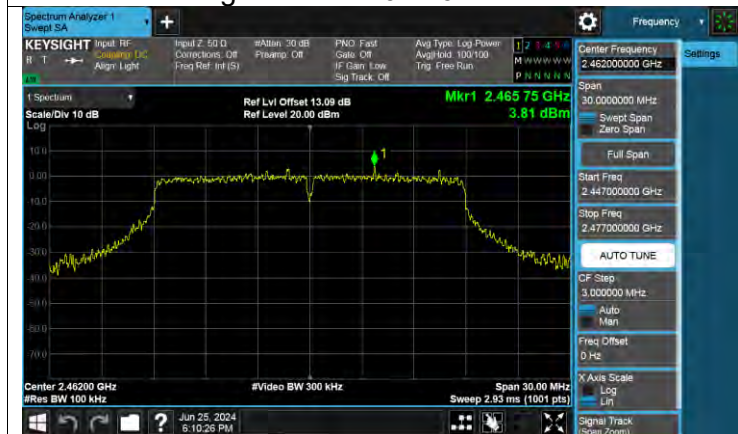 Spectrum Analyzer 1
Swept SA
+
Frequency
KEYSIGHT
R T
Input: RF
Coupling: DC
Align: Light
Input Z: 50 Ω
Corrections: Off
Freq Ref: Int (S)
#Atten: 30 dB
Preamp: Off
PNO: Fast
Gate: Off
IF Gain: Low
Sig Track: Off
Avg Type: Log-Power
Avg|Hold: 100/100
Trig: Free Run
1 2 3 4 5 6
M W W W W W
P N N N N N
1 Spectrum
Scale/Div 10 dB
Log
Ref Lvl Offset 13.09 dB
Ref Level 20.00 dBm
Mkr1 2.465 75 GHz
3.81 dBm
1
10.0
0.00
-10.0
-20.0
-30.0
-40.0
-50.0
-60.0
-70.0
Center 2.46200 GHz
#Res BW 100 kHz
#Video BW 300 kHz
Span 30.00 MHz
Sweep 2.93 ms (1001 pts)
Center Frequency
2.462000000 GHz
Settings
Span
30.0000000 MHz
Swept Span
Zero Span
Full Span
Start Freq
2.447000000 GHz
Stop Freq
2.477000000 GHz
AUTO TUNE
CF Step
3.000000 MHz
Auto
Man
Freq Offset
0 Hz
X Axis Scale
Log
Lin
Signal Track
(Span Zoom)
?
Jun 25, 2024
6:10:26 PM